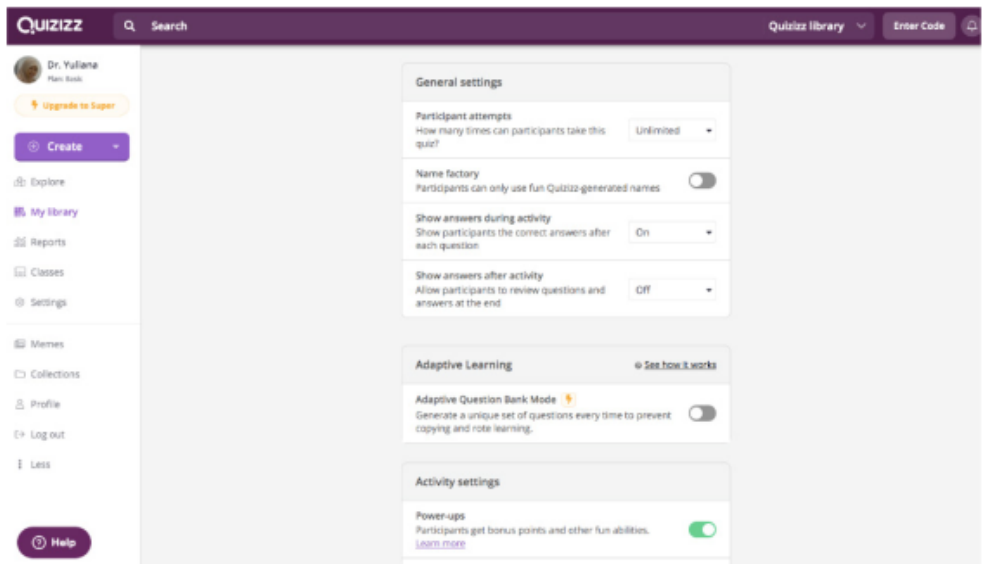 Quizizz
Search
Quizizz library
Enter Code
Dr. Yuliana
Plan: Basic
Upgrade to Super
Create
Explore
My library
Reports
Classes
Settings
Memes
Collections
Profile
Log out
Less
Help
General settings
Participant attempts
How many times can participants take this
quiz?
Unlimited
Name factory
Participants can only use fun Quizizz-generated names
Show answers during activity
Show participants the correct answers after
each question
On
Show answers after activity
Allow participants to review questions and
answers at the end
Off
Adaptive Learning
See how it works
Adaptive Question Bank Mode
Generate a unique set of questions every time to prevent
copying and rote learning.
Activity settings
Power-ups
Participants get bonus points and other fun abilities.
Learn more